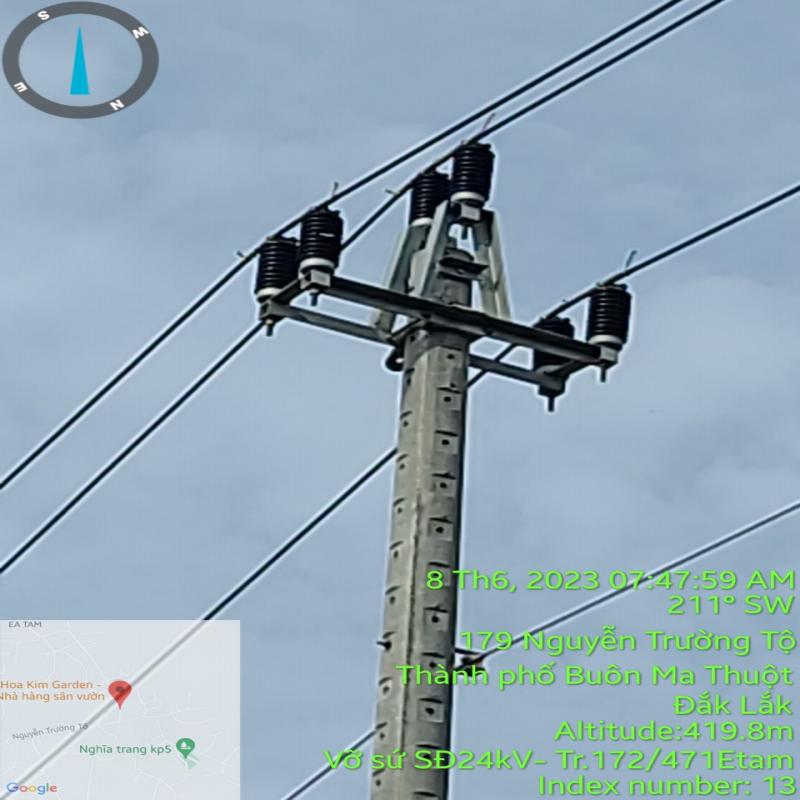 S
W
E
N
8 Th6, 2023 07:47:59 AM
211° SW
179 Nguyễn Trường Tộ
Thành phố Buôn Ma Thuột
Đắk Lắk
Altitude:419.8m
Vỡ sứ SĐ24kV- Tr.172/471Etam
Index number: 13
EA TAM
Hoa Kim Garden -
Nhà hàng sân vườn
Nguyễn Trường Tộ
Nghĩa trang kp5
Google